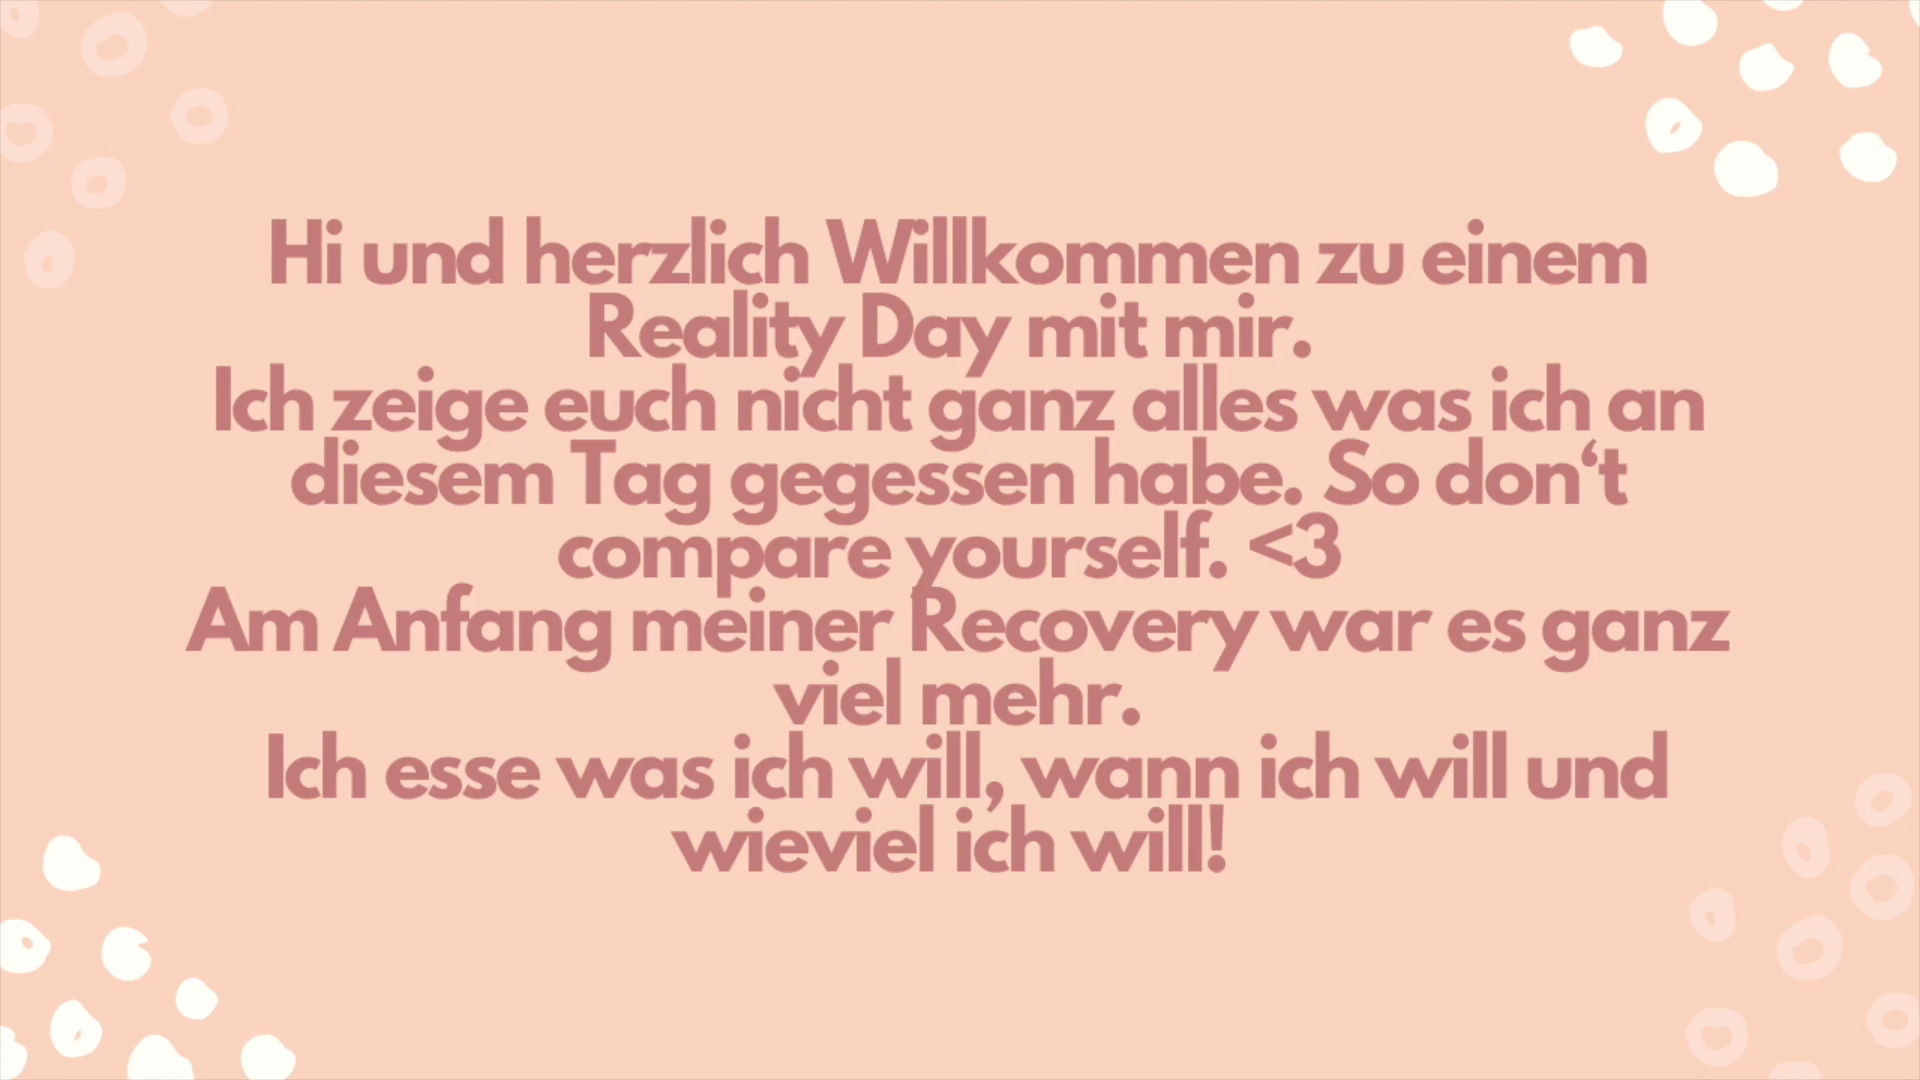 Hi und herzlich Willkommen zu einem
Reality Day mit mir.
Ich zeige euch nicht ganz alles was ich an
diesem Tag gegessen habe. So don‘t
compare yourself. <3
Am Anfang meiner Recovery war es ganz
viel mehr.
Ich esse was ich will, wann ich will und
wieviel ich will!